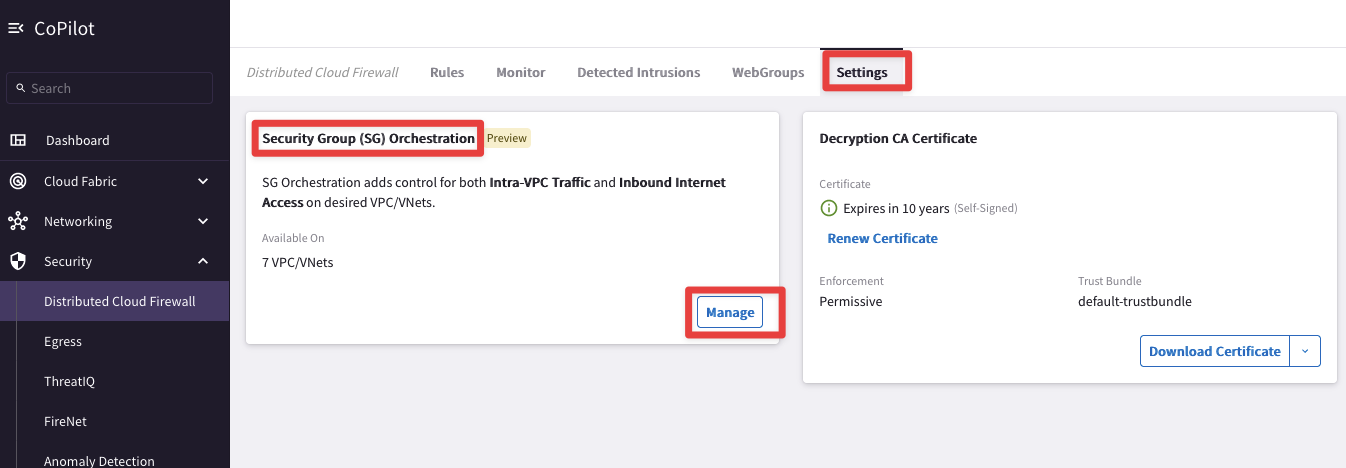 CoPilot
Search
Dashboard
Cloud Fabric
Networking
Security
Distributed Cloud Firewall
Egress
ThreatIQ
FireNet
Anomaly Detection
Distributed Cloud Firewall
Rules
Monitor
Detected Intrusions
WebGroups
Settings
Security Group (SG) Orchestration Preview
SG Orchestration adds control for both Intra-VPC Traffic and Inbound Internet
Access on desired VPC/VNets.
Available On
7 VPC/VNets
Manage
Decryption CA Certificate
Certificate
Expires in 10 years (Self-Signed)
Renew Certificate
Enforcement
Permissive
Trust Bundle
default-trustbundle
Download Certificate